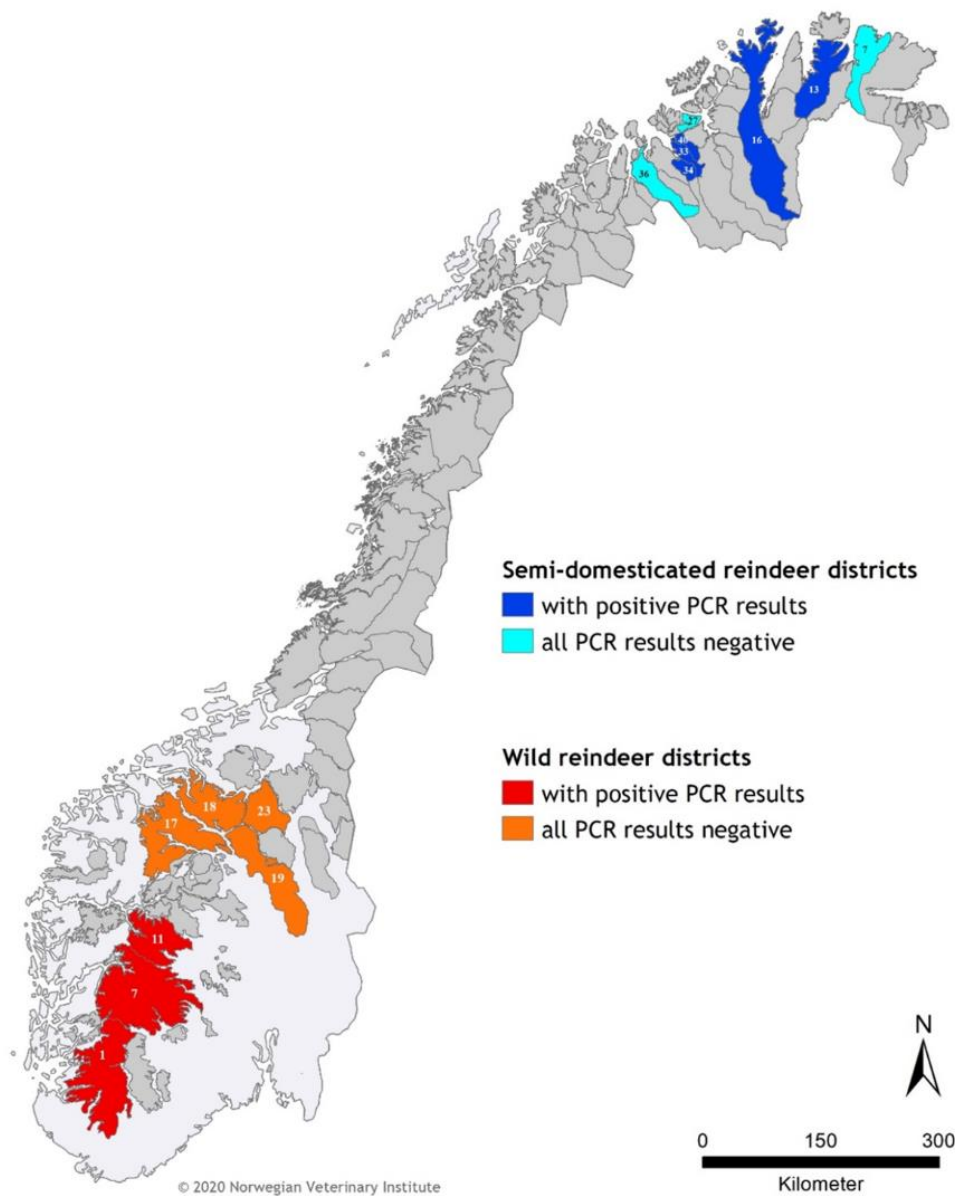 7
13
27
40
33
16
34
36
Semi-domesticated reindeer districts
with positive PCR results
all PCR results negative
Wild reindeer districts
with positive PCR results
all PCR results negative
18
23
17
19
11
7
1
N
0 150 300
Kilometer
© 2020 Norwegian Veterinary Institute